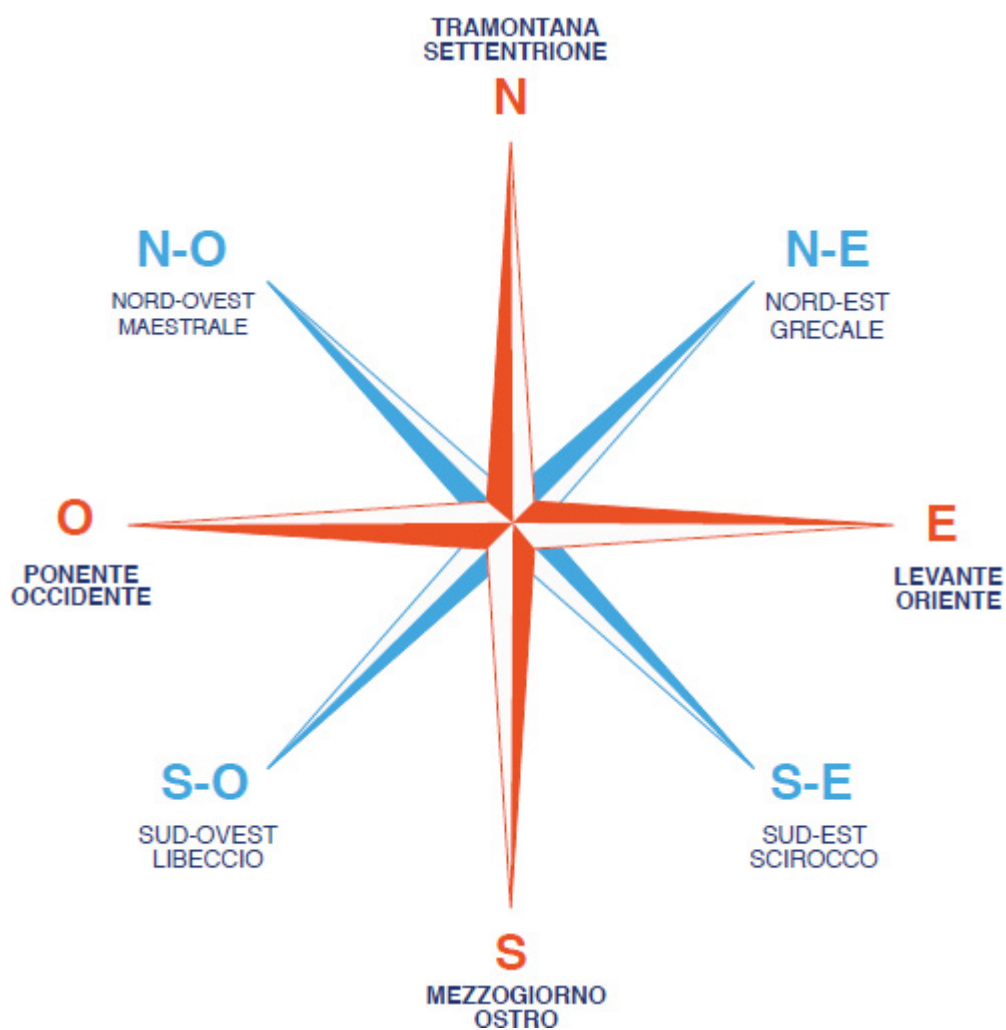 TRAMONTANA
SETTENTRIONE
N
N-O
NORD-OVEST
MAESTRALE
N-E
NORD-EST
GRECALE
O
PONENTE
OCCIDENTE
E
LEVANTE
ORIENTE
S-O
SUD-OVEST
LIBECCIO
S-E
SUD-EST
SCIROCCO
S
MEZZOGIORNO
OSTRO